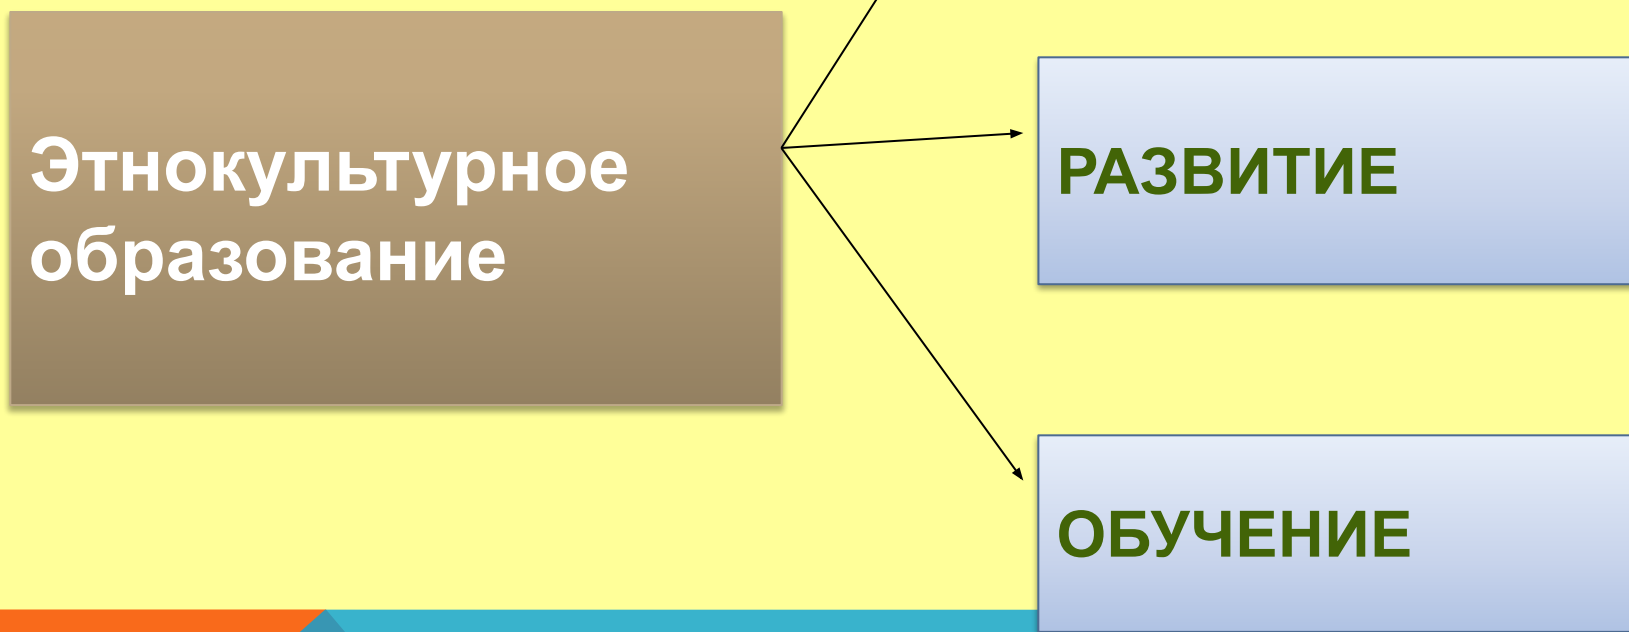 Этнокультурное
образование
РАЗВИТИЕ
ОБУЧЕНИЕ